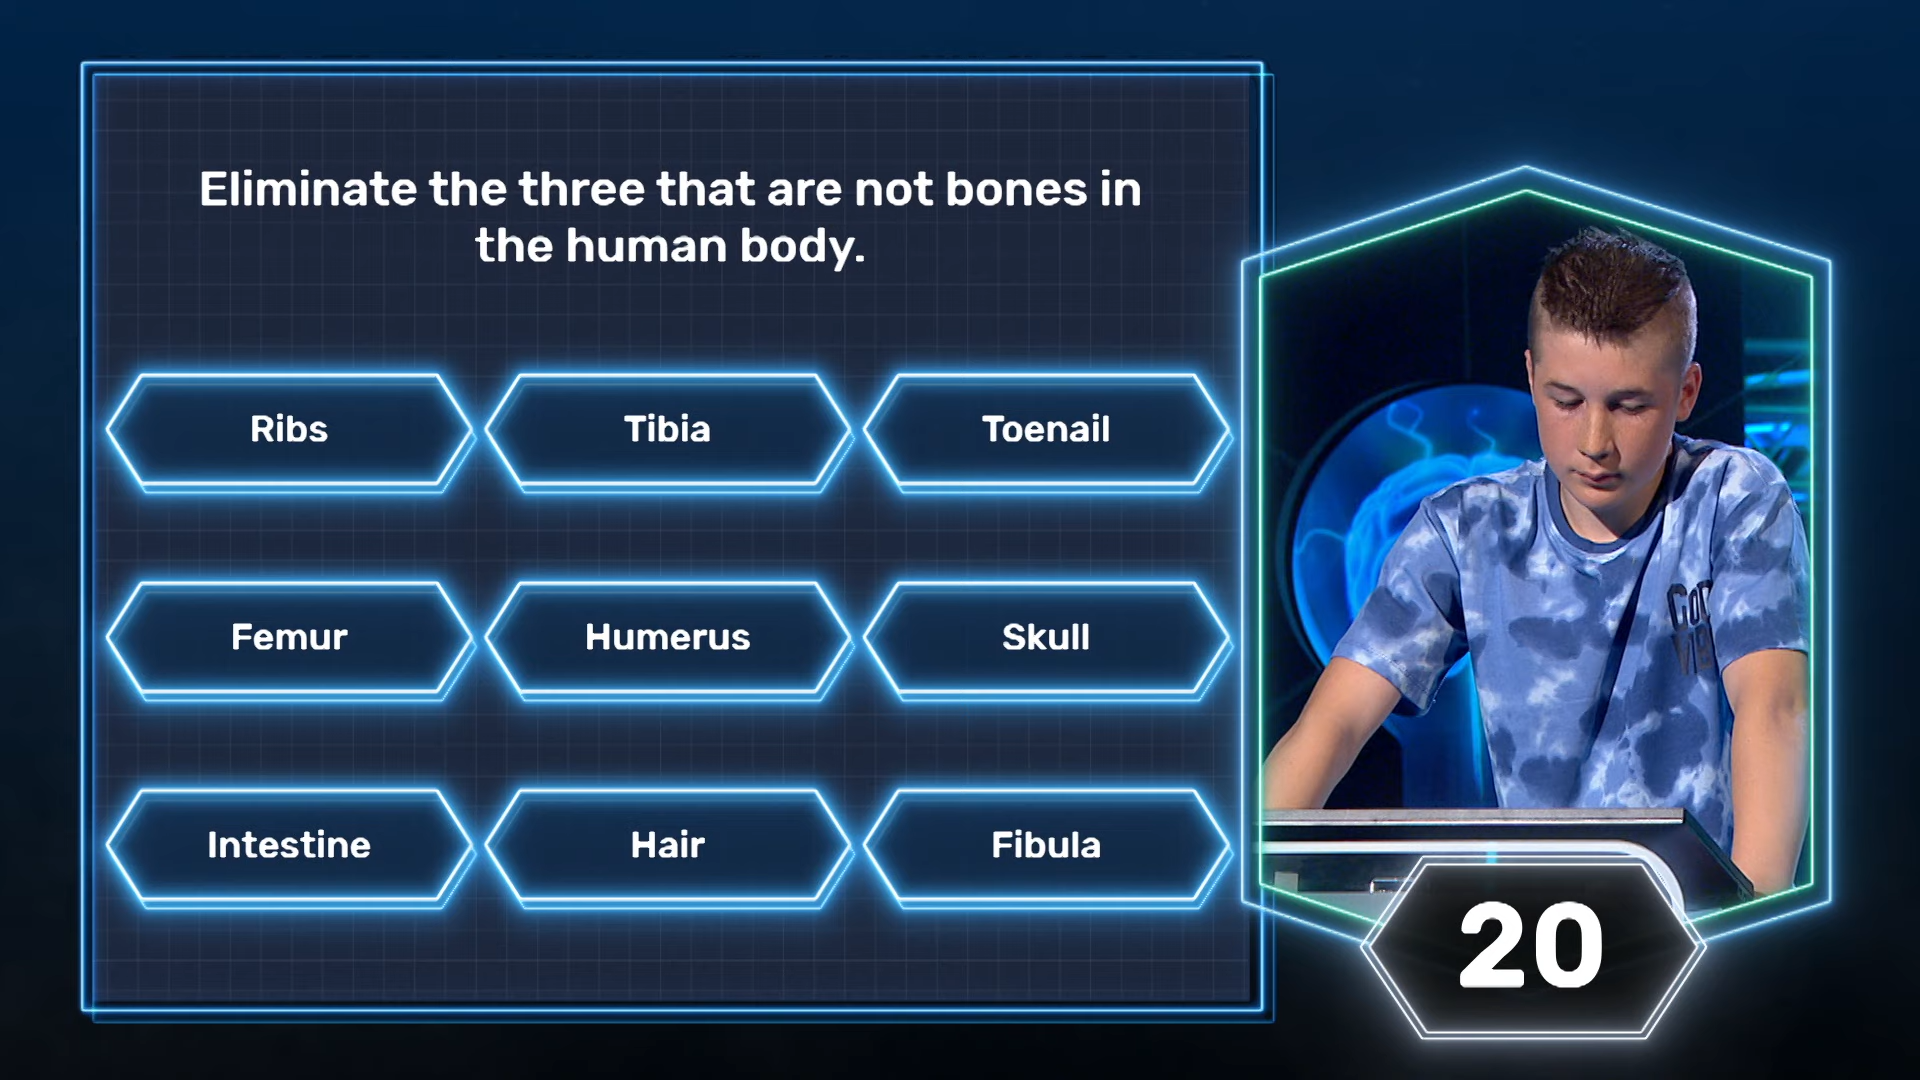 Eliminate the three that are not bones in
the human body.
Ribs
Tibia
Toenail
Femur
Humerus
Skull
Intestine
Hair
Fibula
20